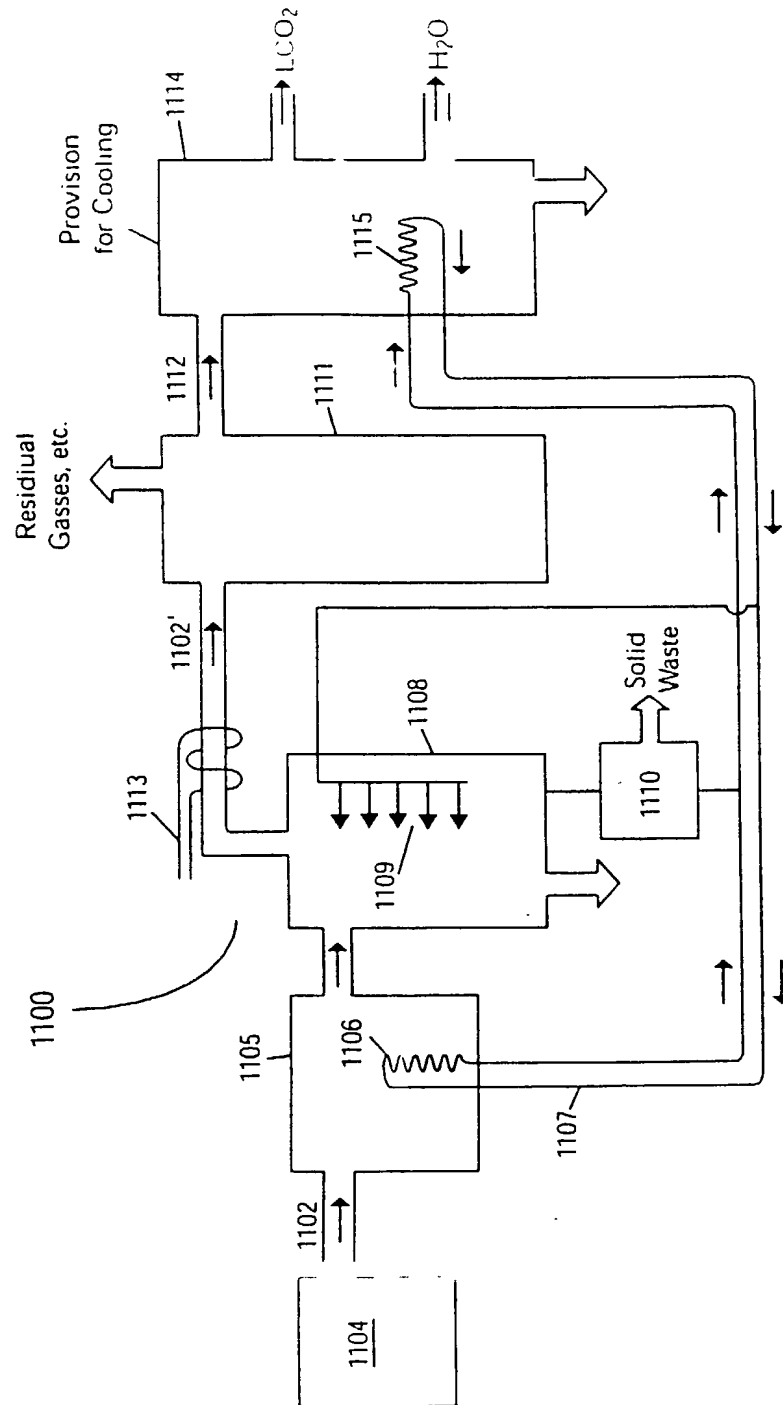 Provision
for Cooling
1114
LCO₂
H₂O
Residiual
Gasses, etc.
1112
1111
1115
1102'
1113
1108
1109
1110
Solid
Waste
1100
1105
1106
1107
1102
1104